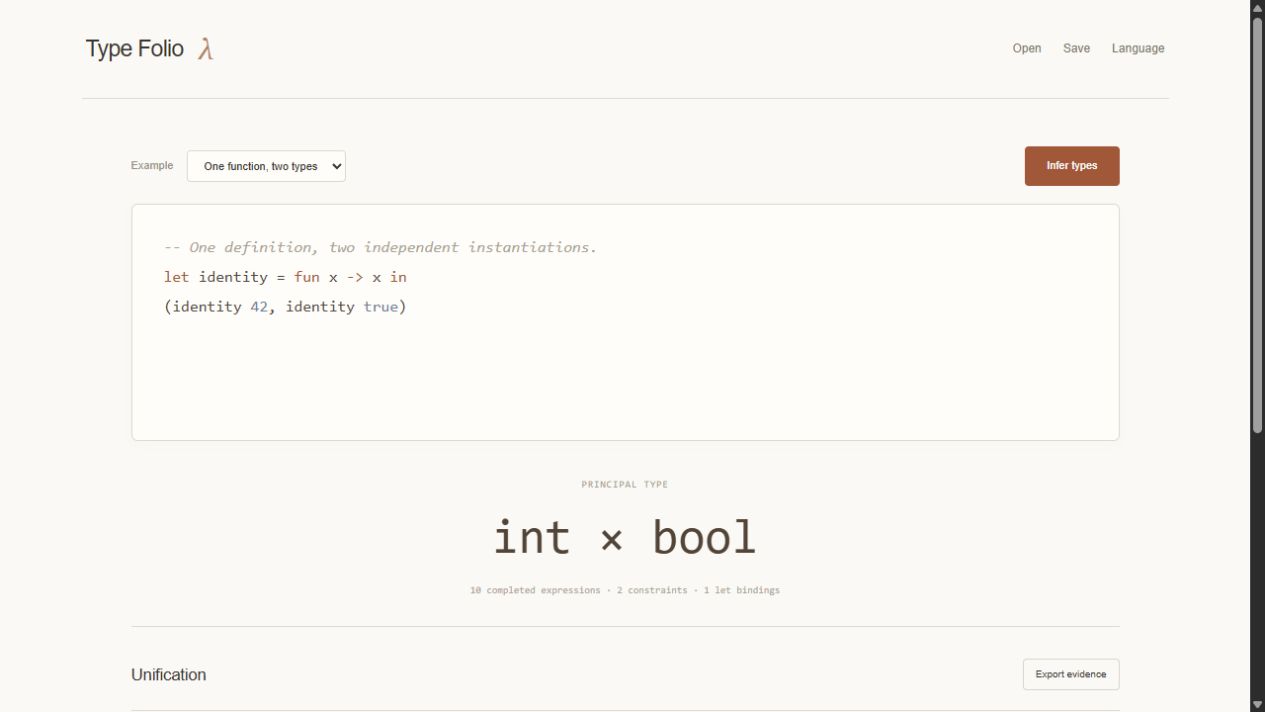 Type Folio λ
Open Save Language
Example One function, two types Infer types
-- One definition, two independent instantiations.
let identity = fun x -> x in
(identity 42, identity true)
PRINCIPAL TYPE
int × bool
10 completed expressions · 2 constraints · 1 let bindings
Unification Export evidence